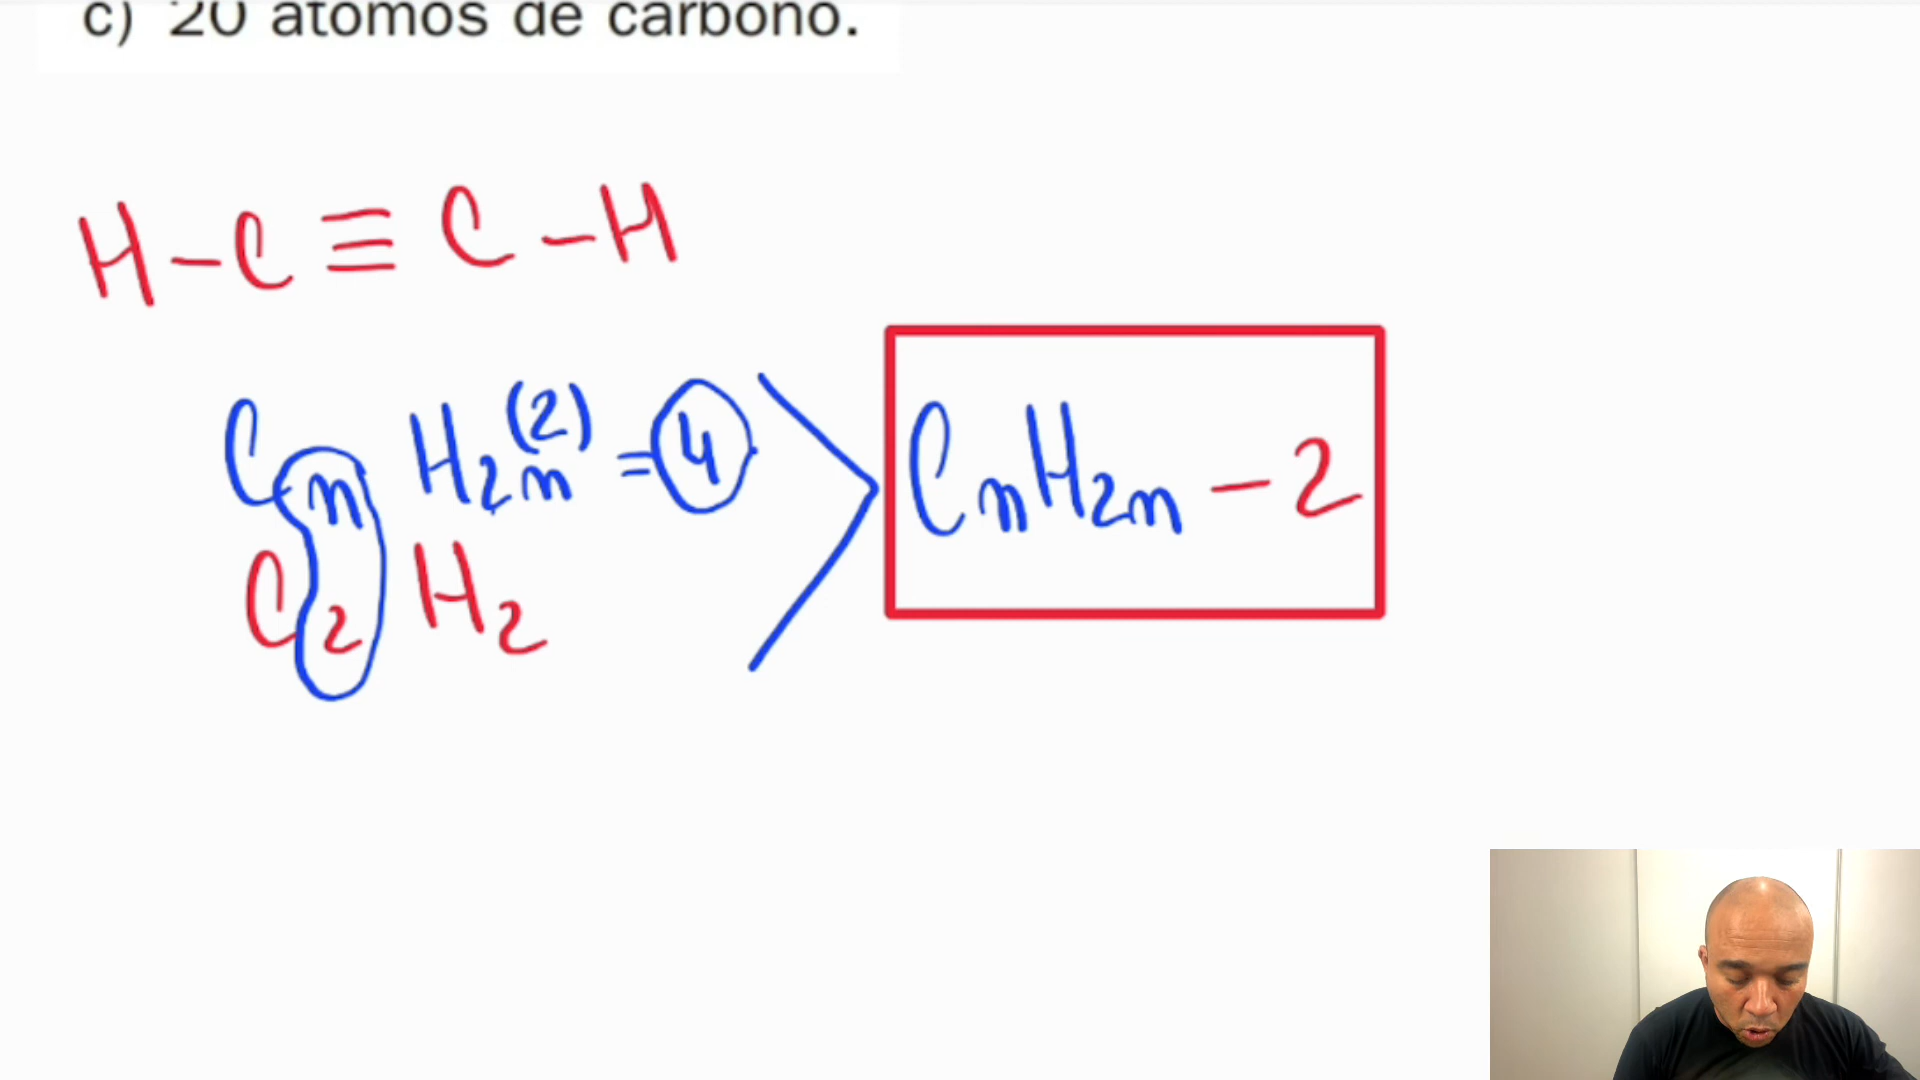 c) 20 átomos de carbono.
H-C≡C-H
CnH2n(2)=4
C2H2
CnH2n-2